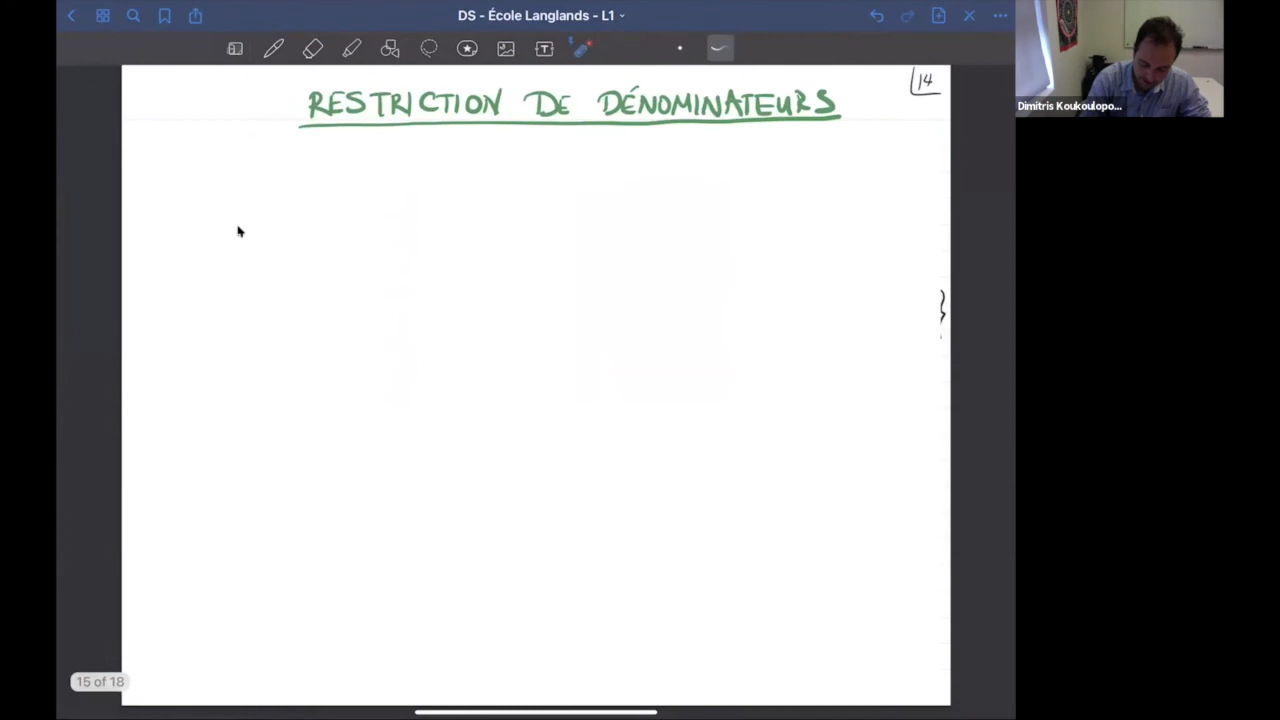 DS - École Langlands - L1
14
RESTRICTION DE DÉNOMINATEURS
Dimitris Koukoulopo...
15 of 18